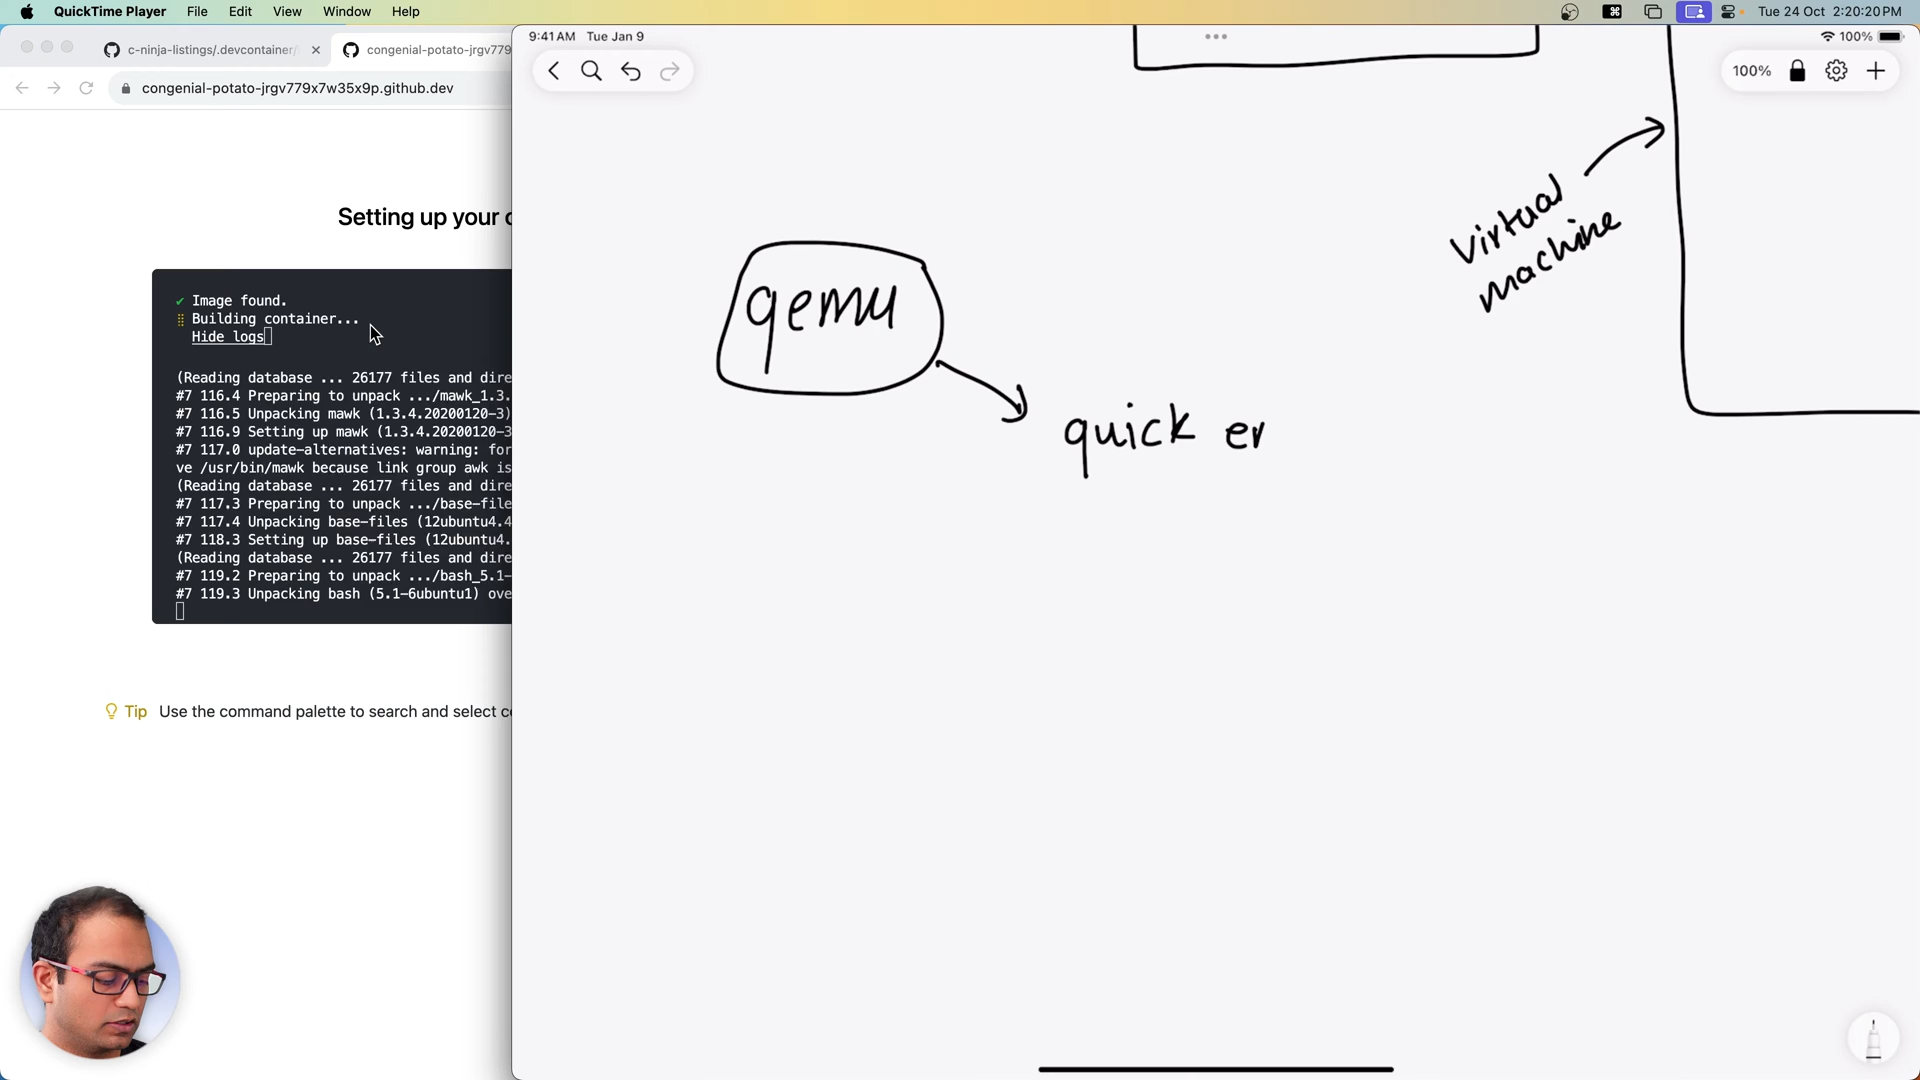 QuickTime Player File Edit View Window Help
Tue 24 Oct 2:20:20 PM
c-ninja-listings/.devcontainer/
congenial-potato-jrgv779
congenial-potato-jrgv779x7w35x9p.github.dev
9:41 AM Tue Jan 9
100%
100%
Setting up your c
✔ Image found.
Building container...
Hide logs
(Reading database ... 26177 files and dire
#7 116.4 Preparing to unpack .../mawk_1.3.
#7 116.5 Unpacking mawk (1.3.4.20200120-3)
#7 116.9 Setting up mawk (1.3.4.20200120-3
#7 117.0 update-alternatives: warning: for
ve /usr/bin/mawk because link group awk is
(Reading database ... 26177 files and dire
#7 117.3 Preparing to unpack .../base-file
#7 117.4 Unpacking base-files (12ubuntu4.4
#7 118.3 Setting up base-files (12ubuntu4.
(Reading database ... 26177 files and dire
#7 119.2 Preparing to unpack .../bash_5.1-
#7 119.3 Unpacking bash (5.1-6ubuntu1) ove
Tip Use the command palette to search and select co
virtual
machine
qemu
quick er